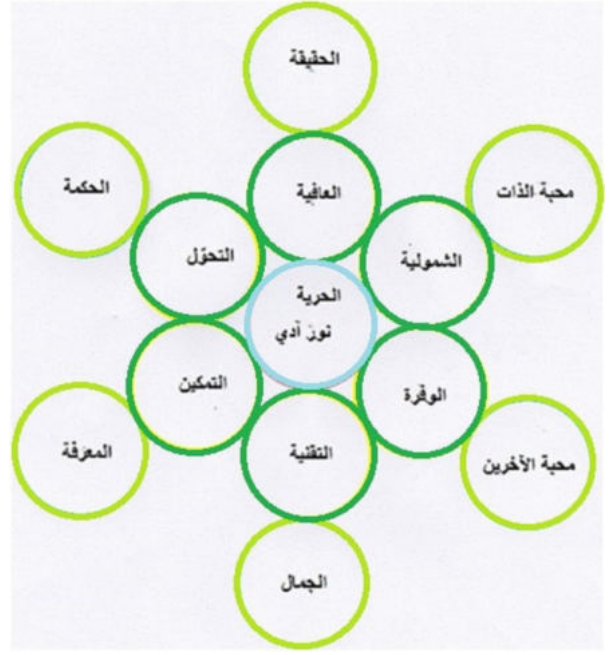 الحقيقة
محبة الذات
الحكمة
العافية
الشمولية
التحوّل
الحرية
نور آدي
التمكين
الوفرة
المعرفة
التقنية
محبة الآخرين
الجمال